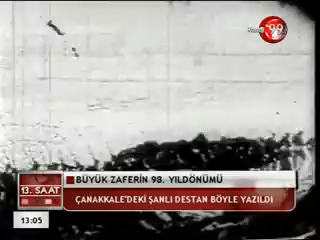 BÜYÜK ZAFERİN 98. YILDÖNÜMÜ
13. SAAT
ÇANAKKALE'DEKİ ŞANLI DESTAN BÖYLE YAZILDI
13:05